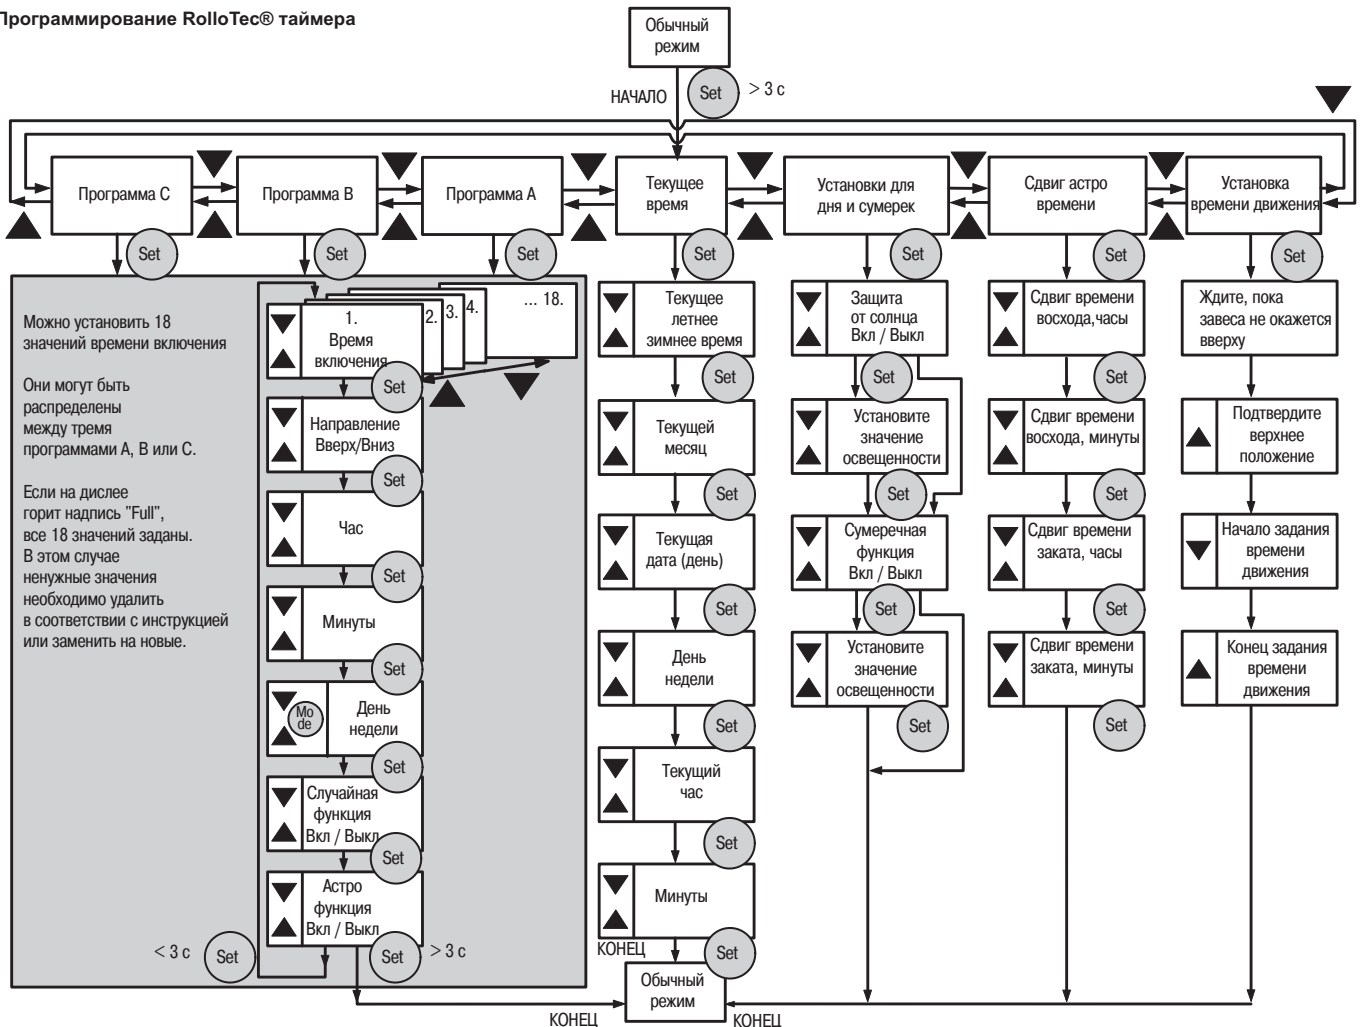 Программирование RolloTec® таймера
Обычный
режим
НАЧАЛО
Set
> 3 с
Программа С
Программа В
Программа А
Текущее
время
Установки для
дня и сумерек
Сдвиг астро
времени
Установка
времени движения
Set
Set
Set
Set
Set
Set
Set
Можно установить 18
значений времени включения
Они могут быть
распределены
между тремя
программами А, В или С.
Если на дислее
горит надпись "Full",
все 18 значений заданы.
В этом случае
ненужные значения
необходимо удалить
в соответствии с инструкцией
или заменить на новые.
1.
Время
включения
2.
3.
4.
... 18.
Set
Направление
Вверх/Вниз
Set
Час
Set
Минуты
Set
Mo
de
День
недели
Set
Случайная
функция
Вкл / Выкл
Set
Астро
функция
Вкл / Выкл
< 3 с
Set
Set
> 3 с
Текущее
летнее
зимнее время
Set
Текущей
месяц
Set
Текущая
дата (день)
Set
День
недели
Set
Текущий
час
Set
Минуты
КОНЕЦ
Set
Обычный
режим
КОНЕЦ
КОНЕЦ
Защита
от солнца
Вкл / Выкл
Set
Установите
значение
освещенности
Set
Сумеречная
функция
Вкл / Выкл
Set
Установите
значение
освещенности
Set
Сдвиг времени
восхода,часы
Set
Сдвиг времени
восхода, минуты
Set
Сдвиг времени
заката, часы
Set
Сдвиг времени
заката, минуты
Set
Ждите, пока
завеса не окажется
вверху
Подтвердите
верхнее
положение
Начало задания
времени
движения
Конец задания
времени
движения